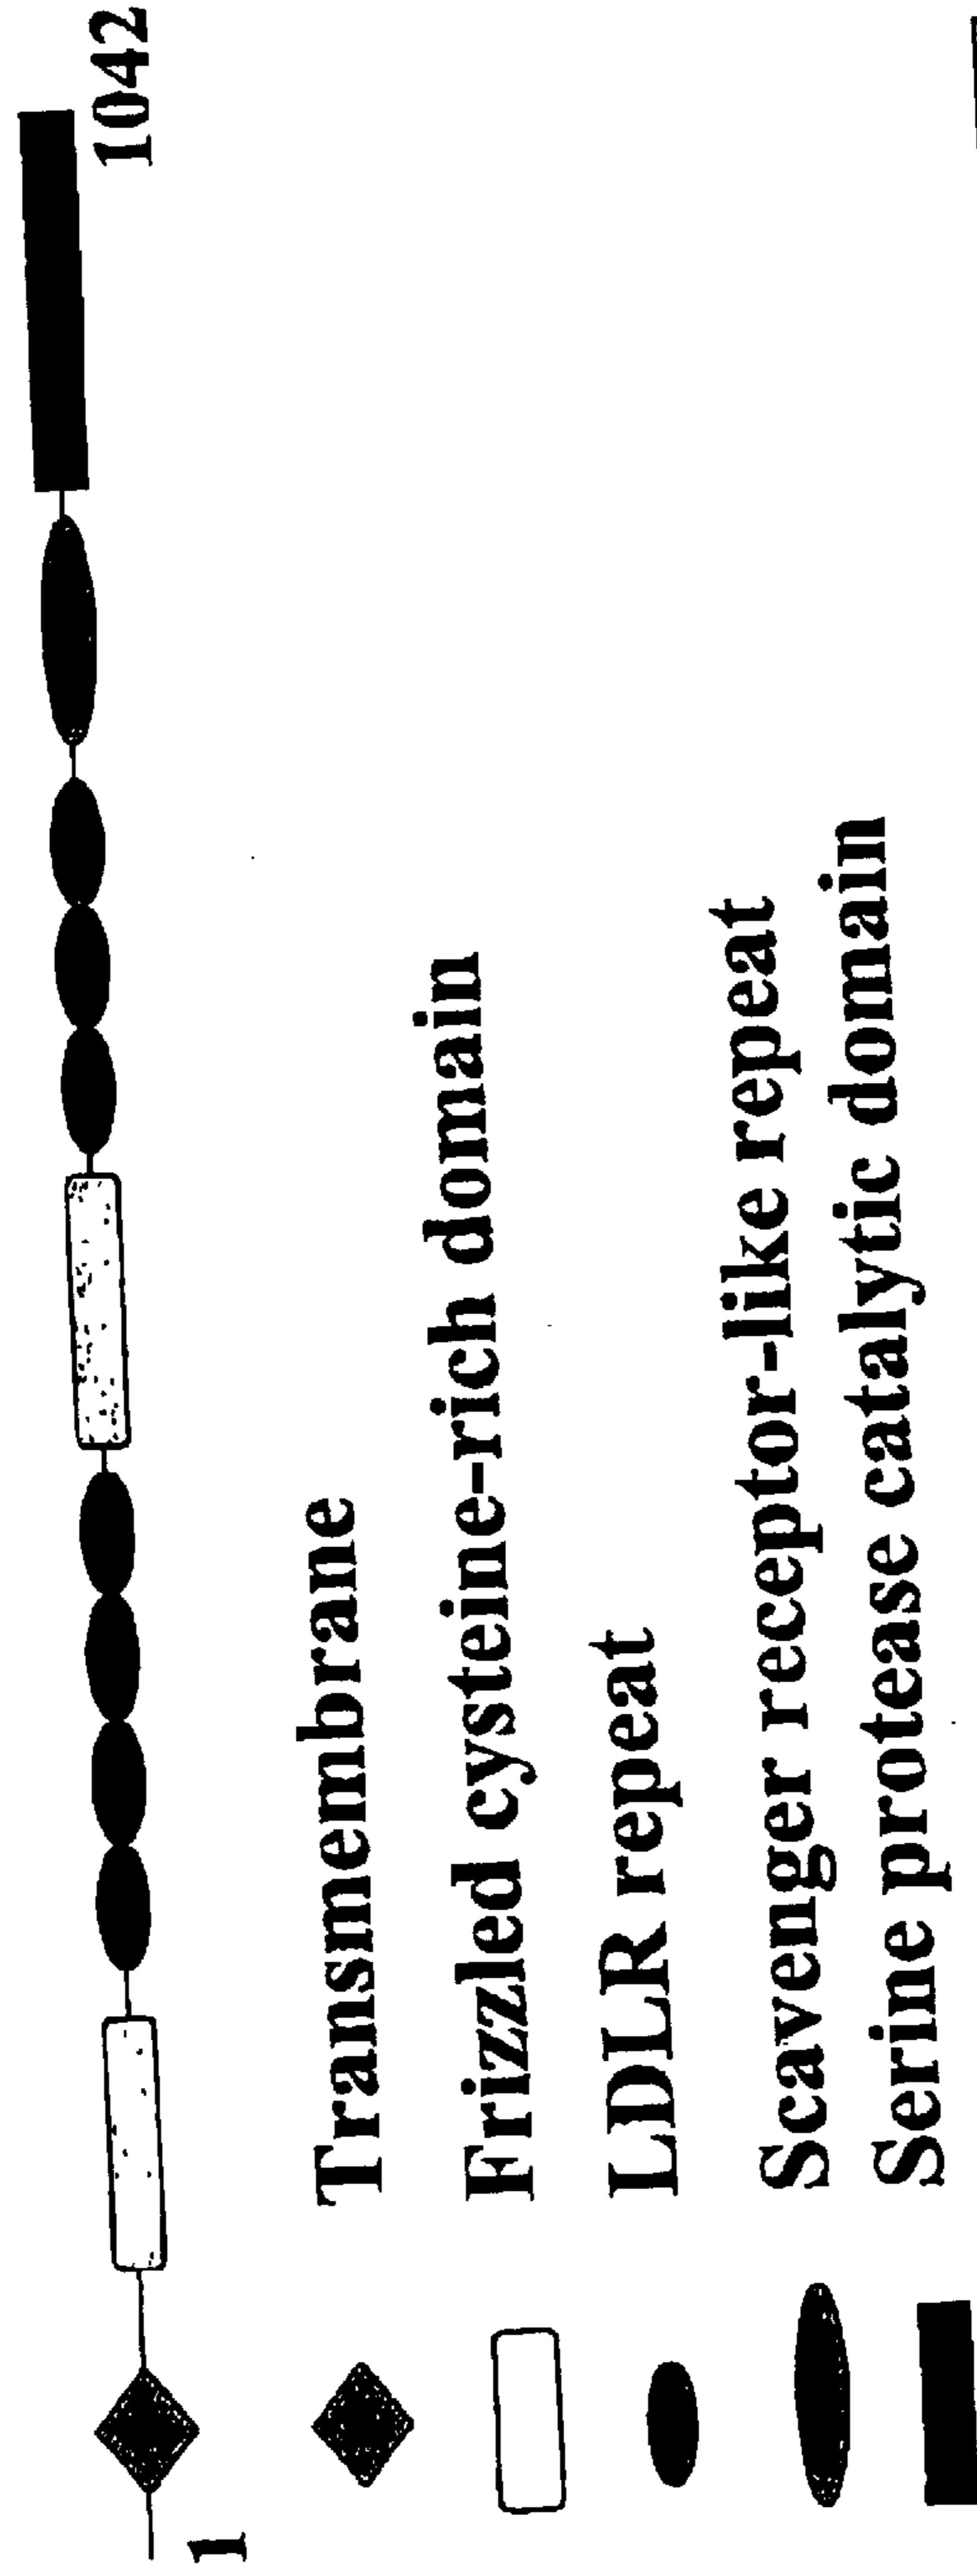 1
1042
Transmembrane
Frizzled cysteine-rich domain
LDLR repeat
Scavenger receptor-like repeat
Serine protease catalytic domain